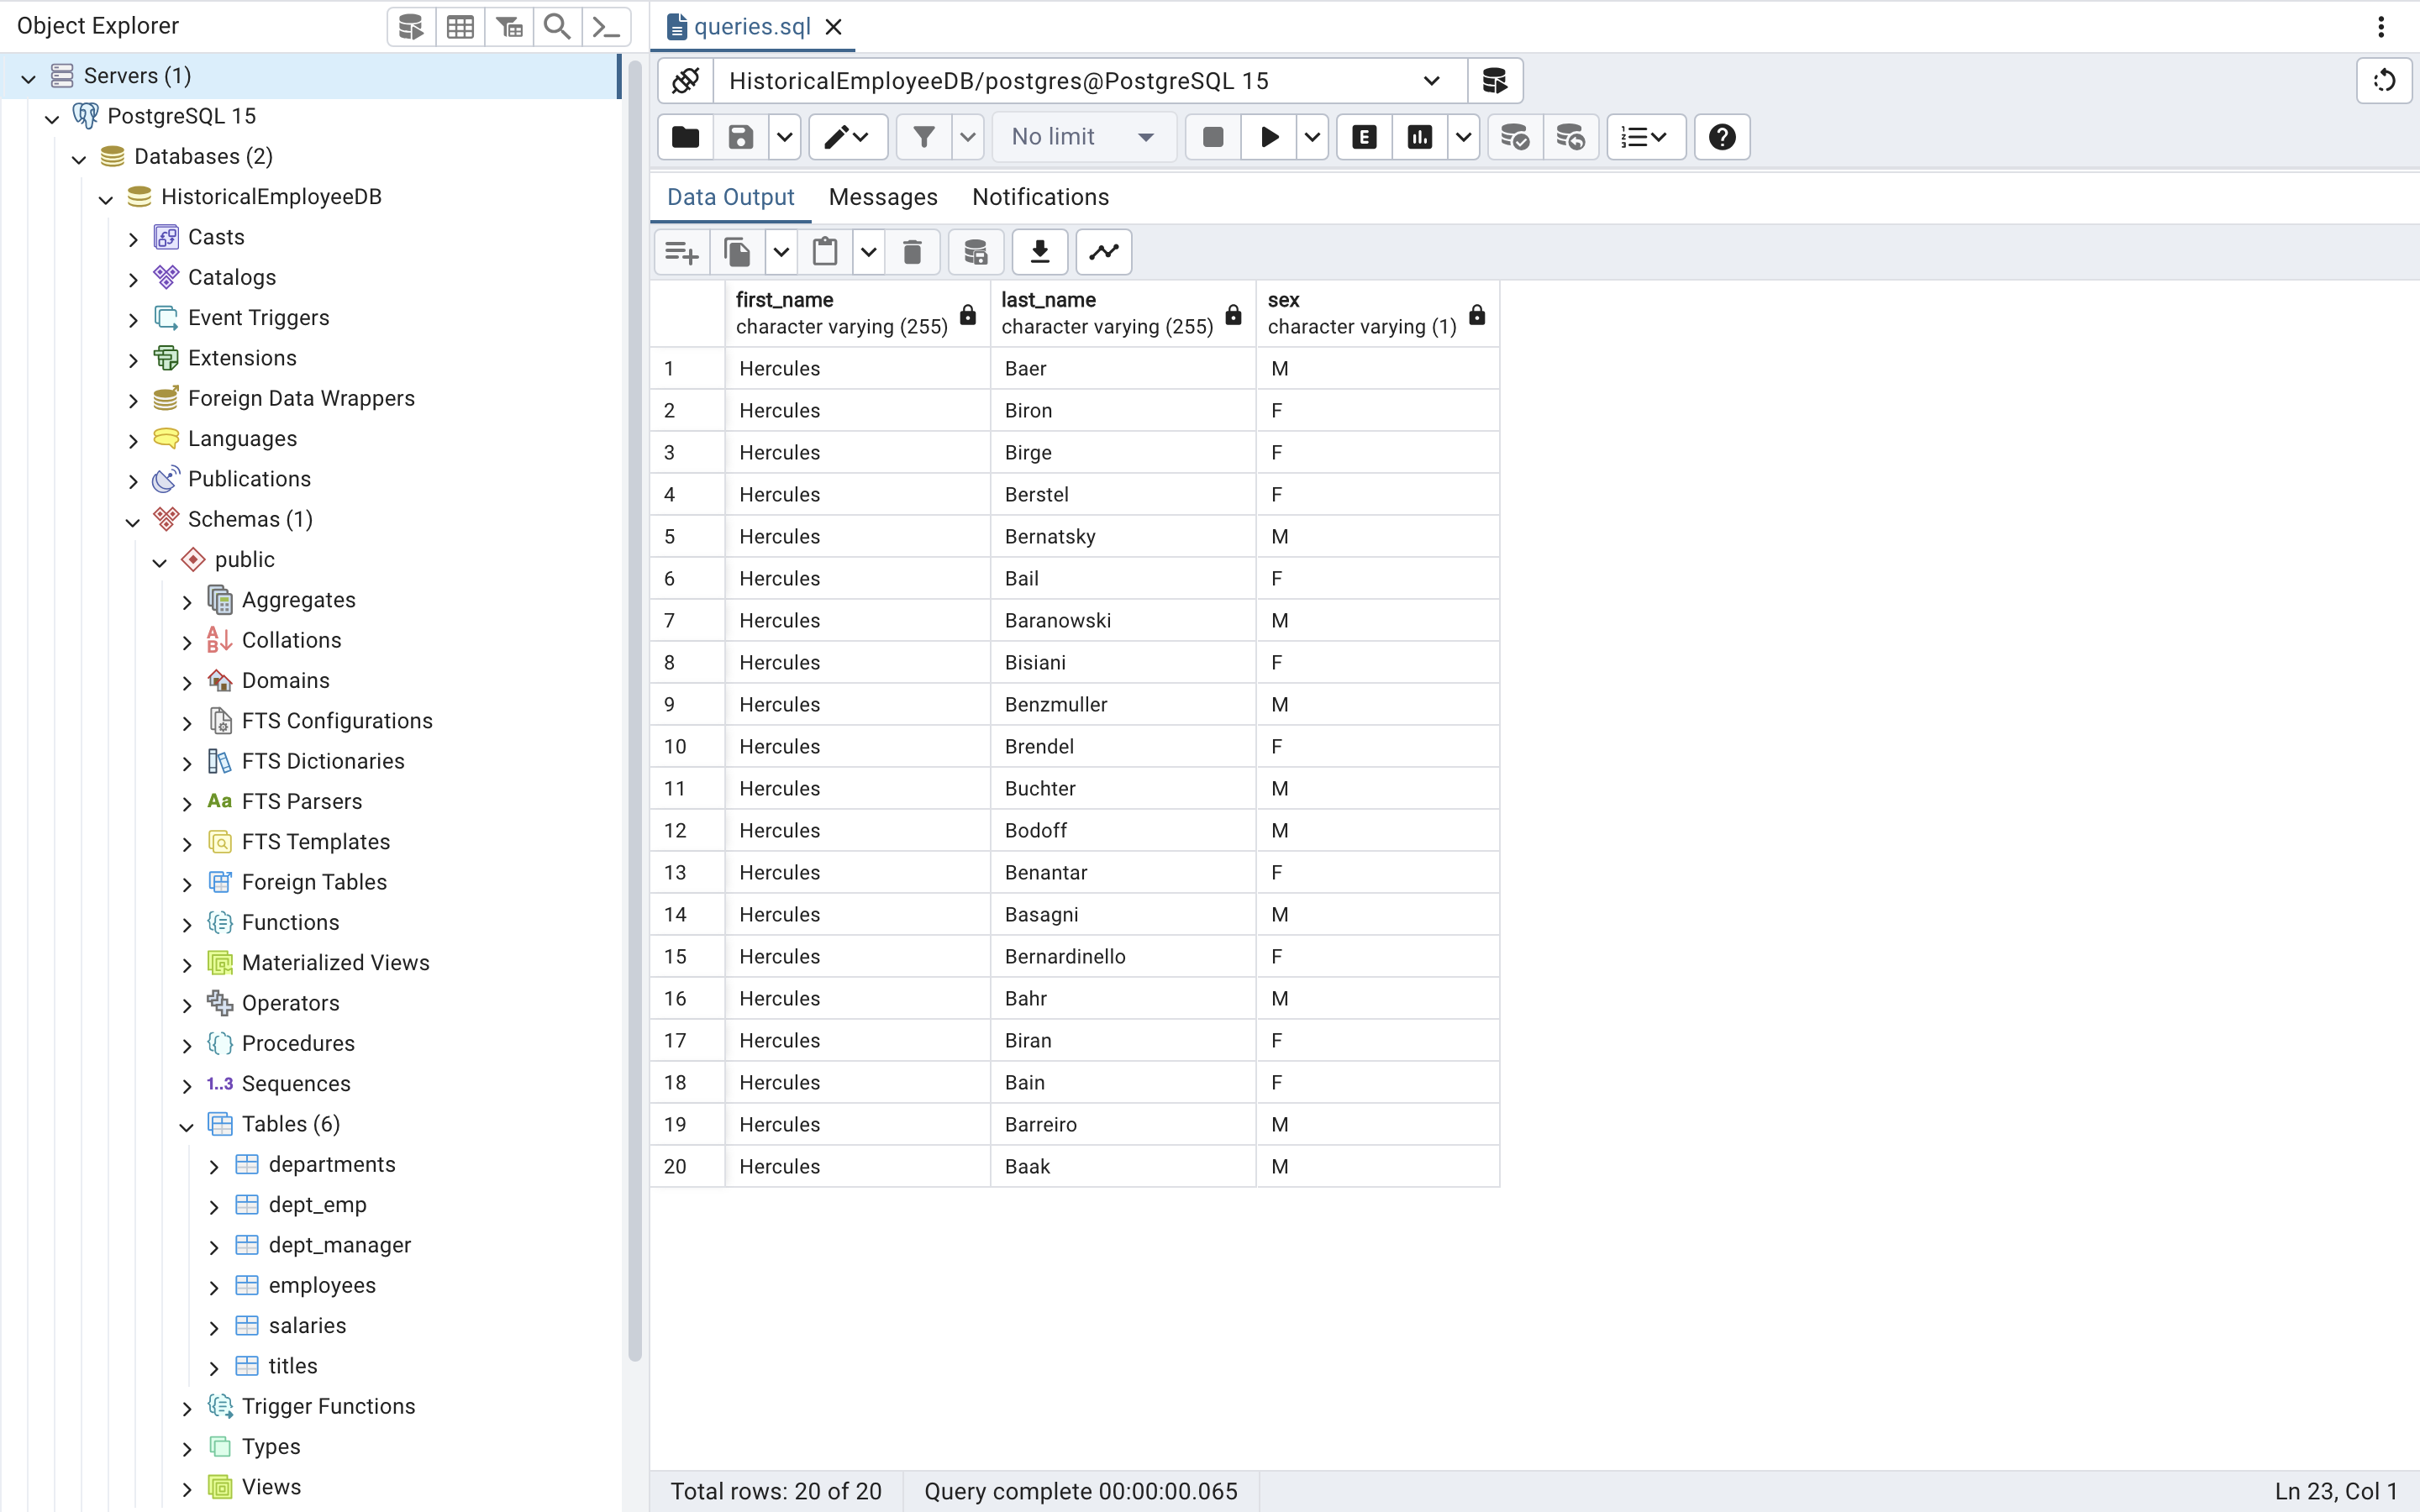 Object Explorer
Servers (1)
PostgreSQL 15
Databases (2)
HistoricalEmployeeDB
Casts
Catalogs
Event Triggers
Extensions
Foreign Data Wrappers
Languages
Publications
Schemas (1)
public
Aggregates
Collations
Domains
FTS Configurations
FTS Dictionaries
Aa FTS Parsers
FTS Templates
Foreign Tables
Functions
Materialized Views
Operators
Procedures
1..3 Sequences
Tables (6)
departments
dept_emp
dept_manager
employees
salaries
titles
Trigger Functions
Types
Views
queries.sql
HistoricalEmployeeDB/postgres@PostgreSQL 15
No limit E
Data Output Messages Notifications
first_name last_name sex
character varying (255) character varying (255) character varying (1)
1 Hercules Baer M
2 Hercules Biron F
3 Hercules Birge F
4 Hercules Berstel F
5 Hercules Bernatsky M
6 Hercules Bail F
7 Hercules Baranowski M
8 Hercules Bisiani F
9 Hercules Benzmuller M
10 Hercules Brendel F
11 Hercules Buchter M
12 Hercules Bodoff M
13 Hercules Benantar F
14 Hercules Basagni M
15 Hercules Bernardinello F
16 Hercules Bahr M
17 Hercules Biran F
18 Hercules Bain F
19 Hercules Barreiro M
20 Hercules Baak M
Total rows: 20 of 20 Query complete 00:00:00.065 Ln 23, Col 1